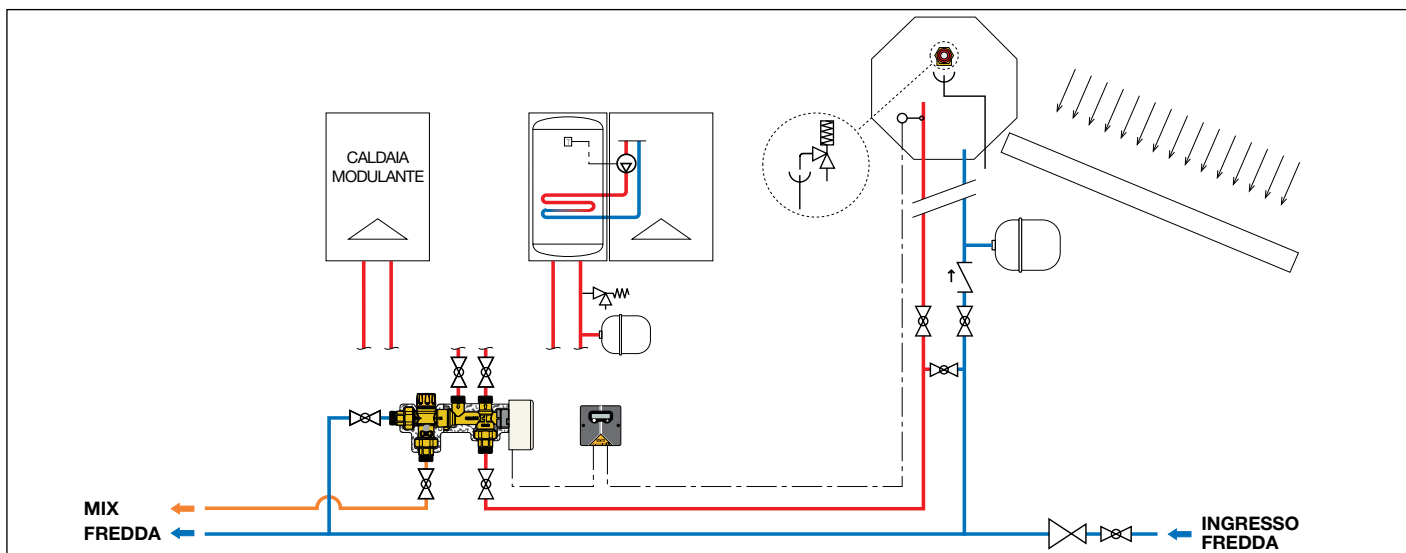 CALDAIA
MODULANTE
MIX
FREDDA
INGRESSO
FREDDA